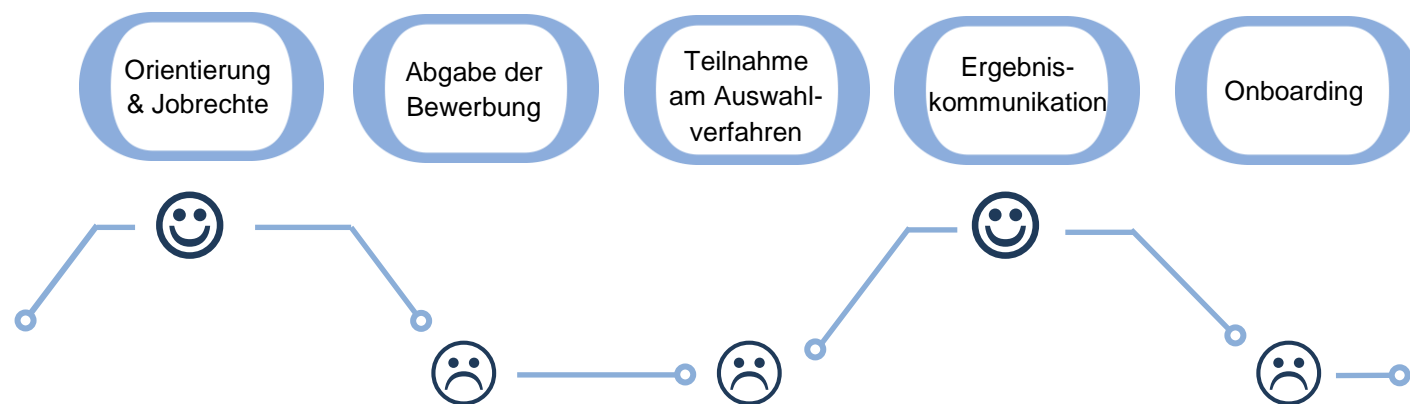 Orientierung
& Jobrechte
Abgabe der
Bewerbung
Teilnahme
am Auswahl-
verfahren
Ergebnis-
kommunikation
Onboarding